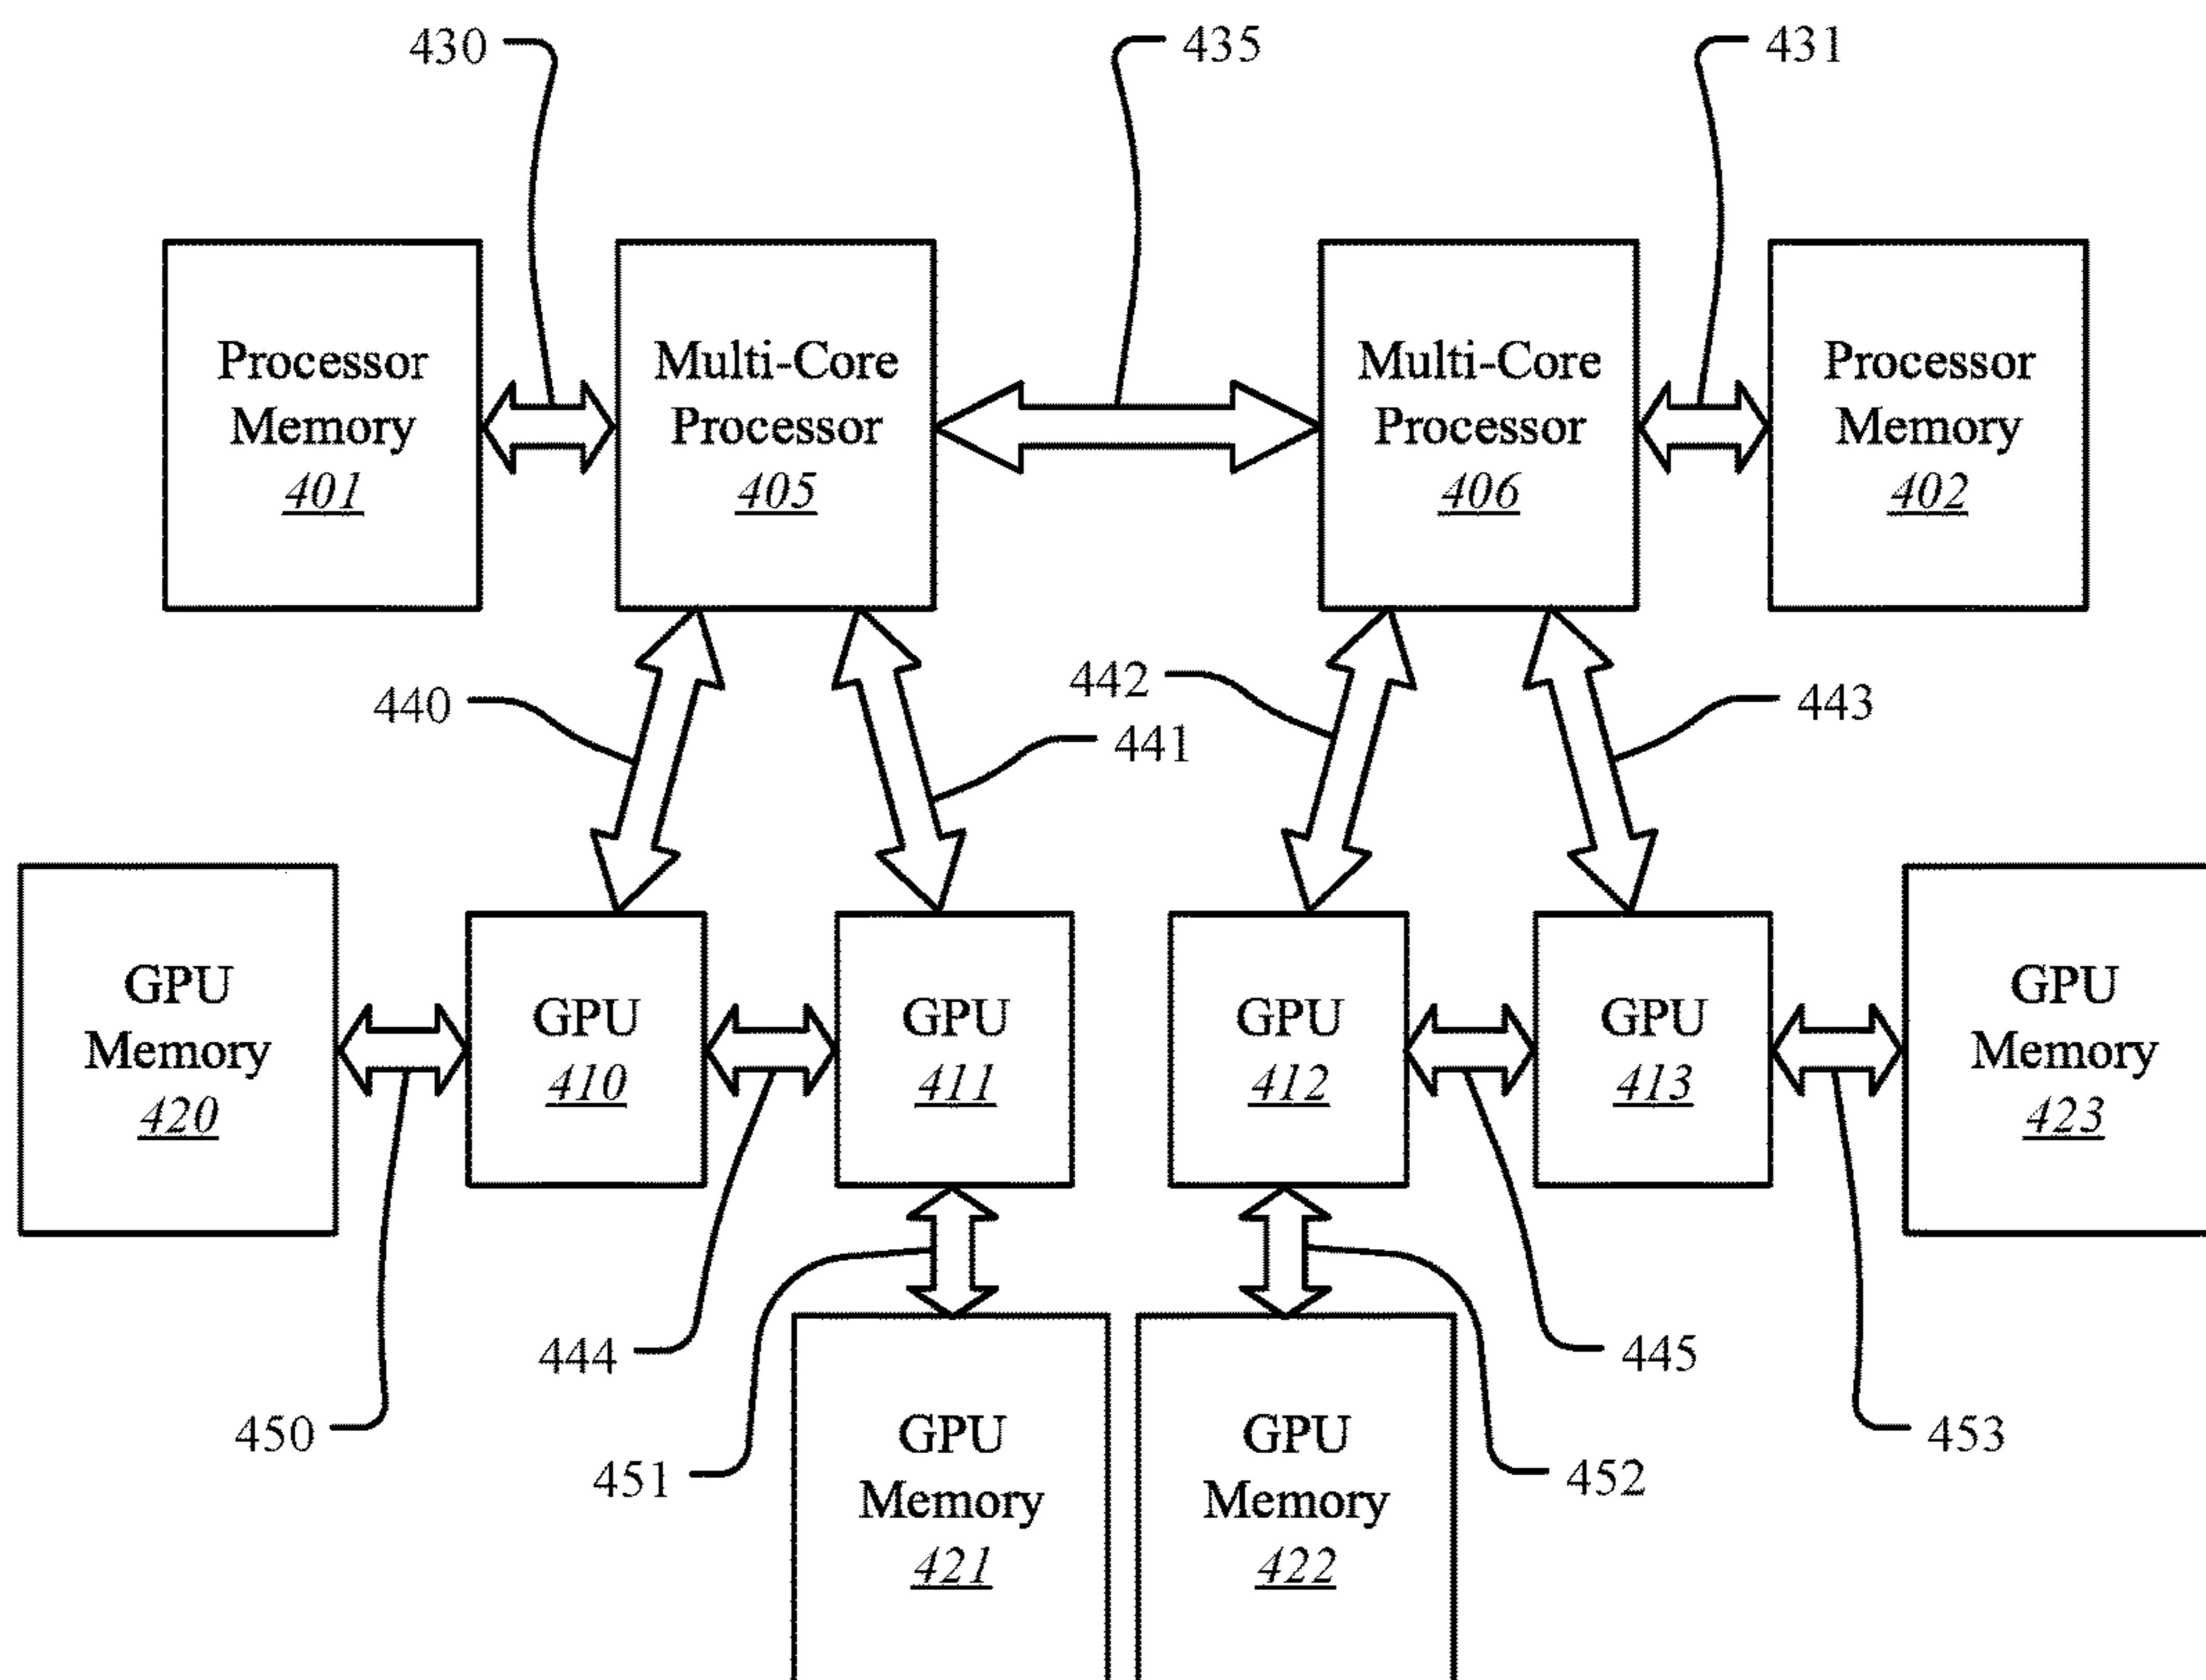 430
435
431
Processor
Memory
401
Multi-Core
Processor
405
Multi-Core
Processor
406
Processor
Memory
402
440
441
442
443
GPU
Memory
420
GPU
410
GPU
411
GPU
412
GPU
413
GPU
Memory
423
450
444
451
GPU
Memory
421
GPU
Memory
422
452
445
453